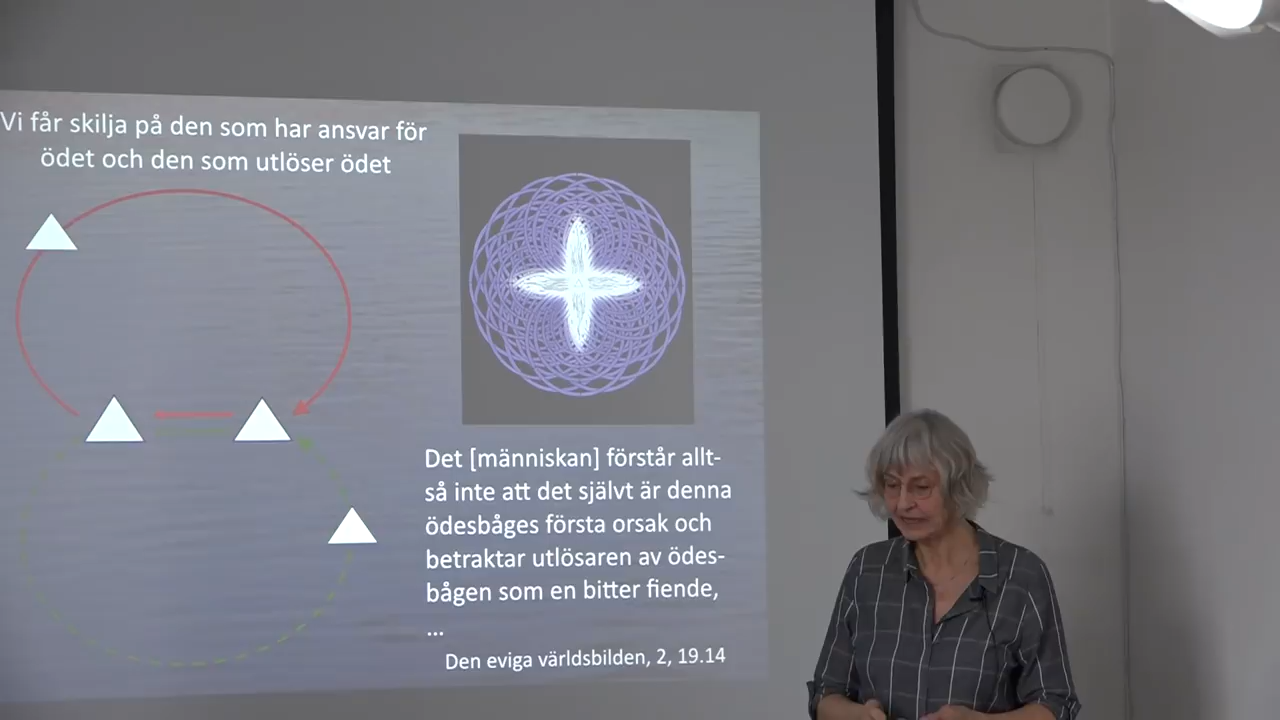 Vi får skilja på den som har ansvar för
ödet och den som utlöser ödet
Det [människan] förstår allt-
så inte att det självt är denna
ödesbåges första orsak och
betraktar utlösaren av ödes-
bågen som en bitter fiende,
...
Den eviga världsbilden, 2, 19.14